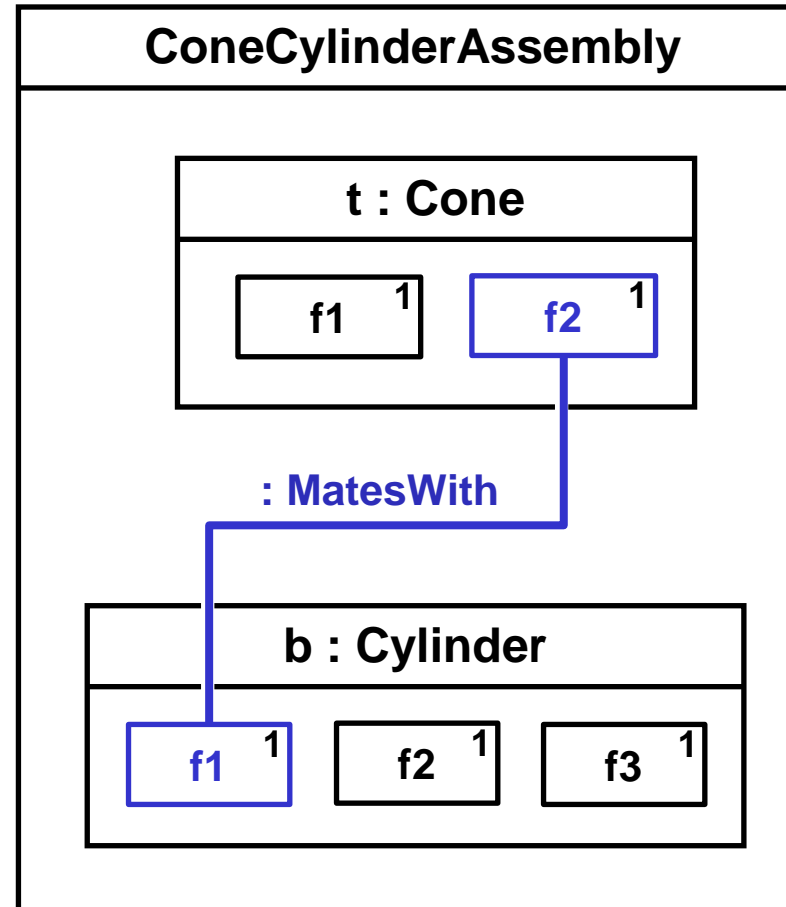 ConeCylinderAssembly
t : Cone
f1 1
f2 1
: MatesWith
b : Cylinder
f1 1
f2 1
f3 1